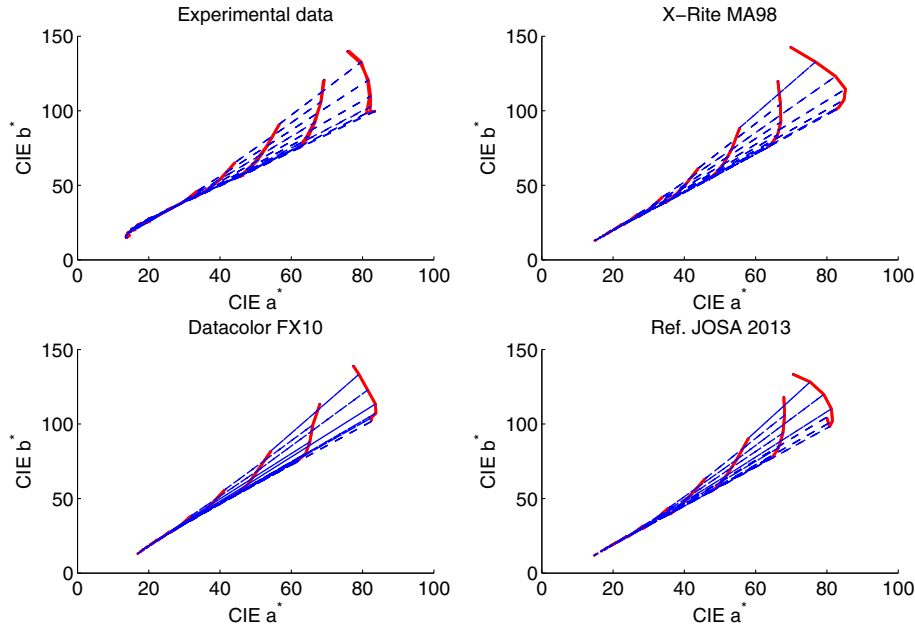 Experimental data
X−Rite MA98
150
100
50
0
CIE b*
0 20 40 60 80 100
CIE a*
150
100
50
0
CIE b*
0 20 40 60 80 100
CIE a*
Datacolor FX10
Ref. JOSA 2013
150
100
50
0
CIE b*
0 20 40 60 80 100
CIE a*
150
100
50
0
CIE b*
0 20 40 60 80 100
CIE a*